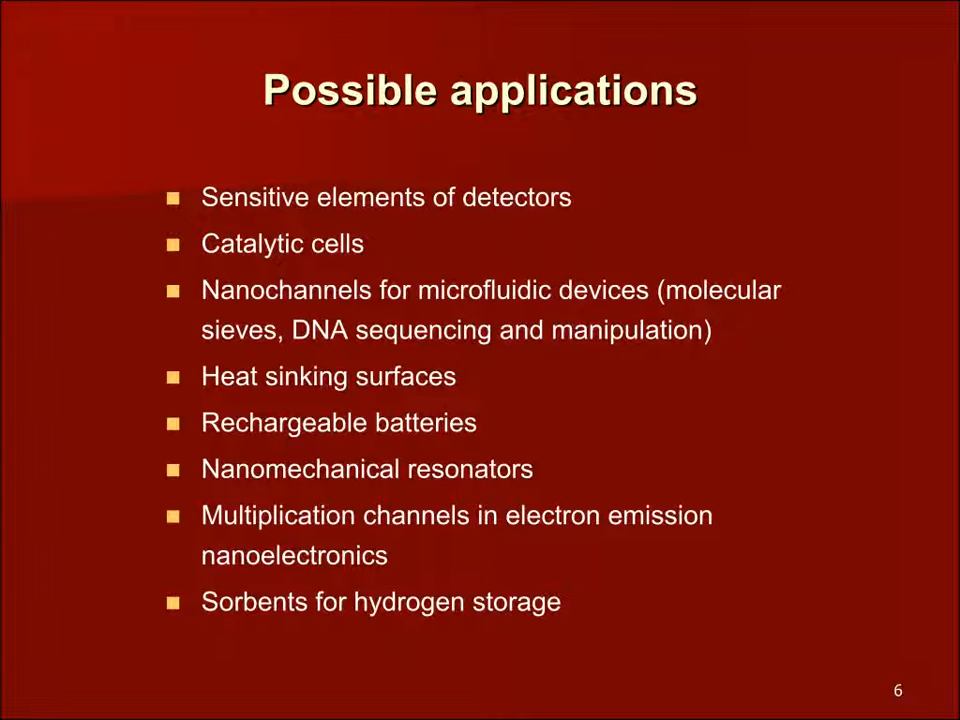 Possible applications
Sensitive elements of detectors
Catalytic cells
Nanochannels for microfluidic devices (molecular
sieves, DNA sequencing and manipulation)
Heat sinking surfaces
Rechargeable batteries
Nanomechanical resonators
Multiplication channels in electron emission
nanoelectronics
Sorbents for hydrogen storage
6